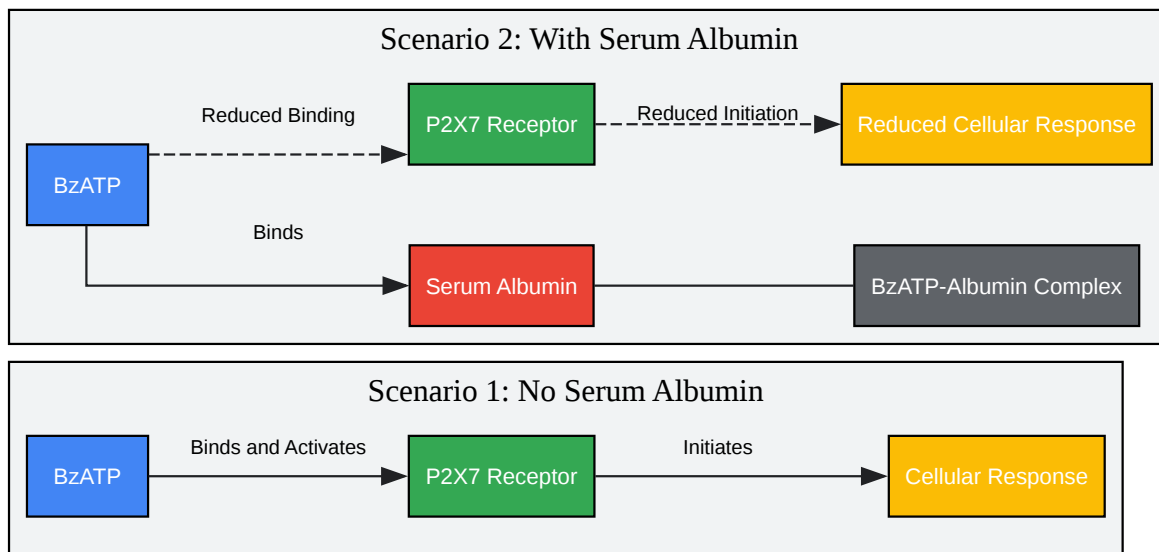 Scenario 2: With Serum Albumin
Reduced Binding
P2X7 Receptor
Reduced Initiation
Reduced Cellular Response
BzATP
Binds
Serum Albumin
BzATP-Albumin Complex
Scenario 1: No Serum Albumin
BzATP
Binds and Activates
P2X7 Receptor
Initiates
Cellular Response